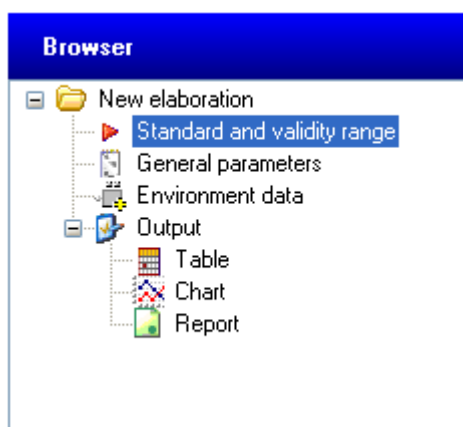 Browser
New elaboration
Standard and validity range
General parameters
Environment data
Output
Table
Chart
Report